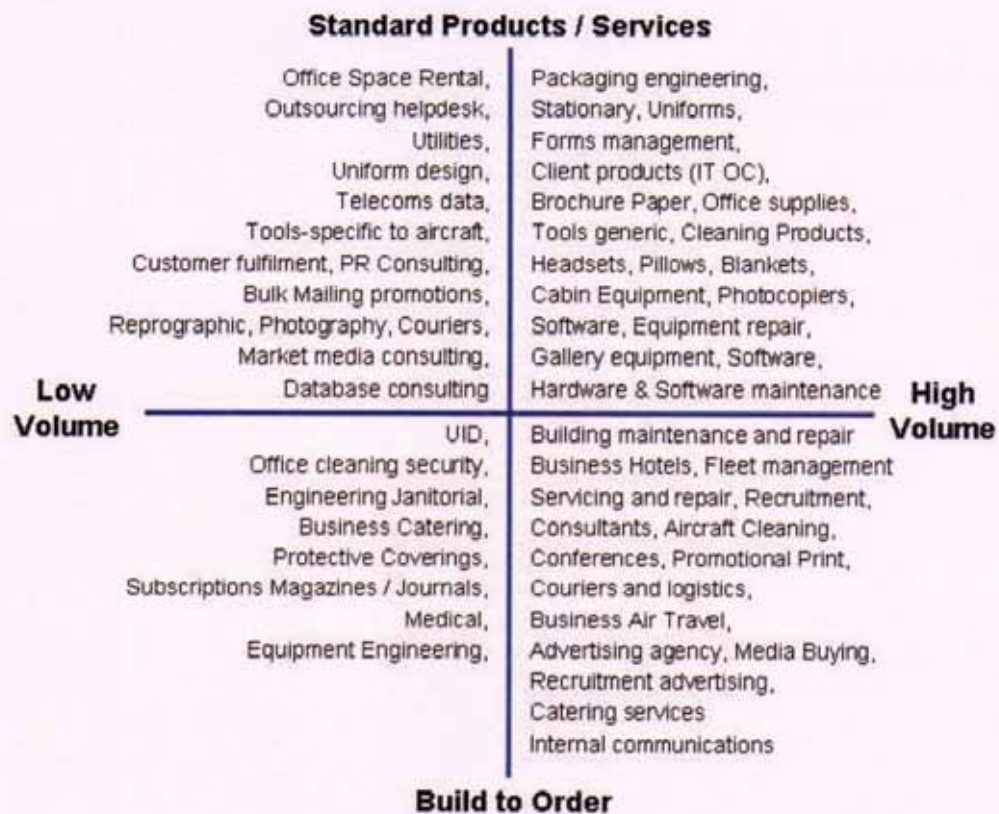 Standard Products / Services
Office Space Rental,
Outsourcing helpdesk,
Utilities,
Uniform design,
Telecoms data,
Tools-specific to aircraft,
Customer fulfilment, PR Consulting,
Bulk Mailing promotions,
Reprographic, Photography, Couriers,
Market media consulting,
Database consulting
Packaging engineering,
Stationary, Uniforms,
Forms management,
Client products (IT OC),
Brochure Paper, Office supplies,
Tools generic, Cleaning Products,
Headsets, Pillows, Blankets,
Cabin Equipment, Photocopiers,
Software, Equipment repair,
Gallery equipment, Software,
Hardware & Software maintenance
Low
Volume
High
Volume
UID,
Office cleaning security,
Engineering Janitorial,
Business Catering,
Protective Coverings,
Subscriptions Magazines / Journals,
Medical,
Equipment Engineering,
Building maintenance and repair
Business Hotels, Fleet management
Servicing and repair, Recruitment,
Consultants, Aircraft Cleaning,
Conferences, Promotional Print,
Couriers and logistics,
Business Air Travel,
Advertising agency, Media Buying,
Recruitment advertising,
Catering services
Internal communications
Build to Order